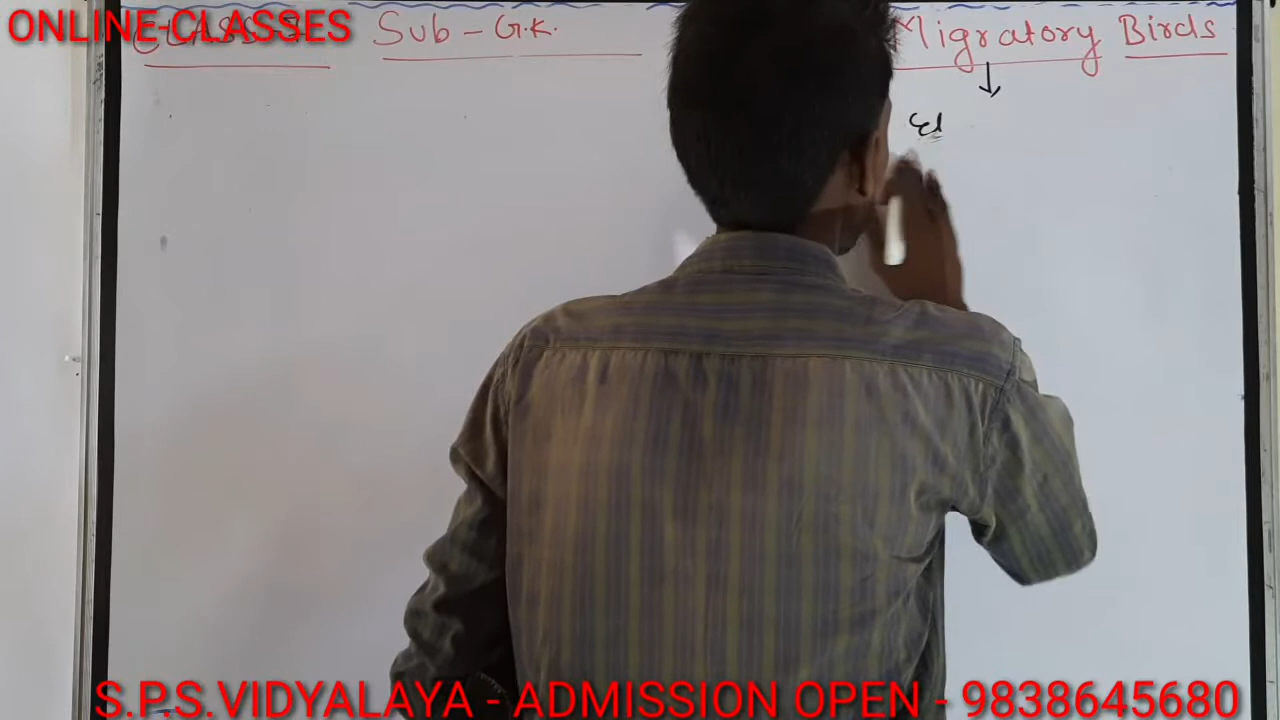 ONLINE-CLASSES
Sub - G.K.
Migratory Birds
S.P.S.VIDYALAYA - ADMISSION OPEN - 9838645680